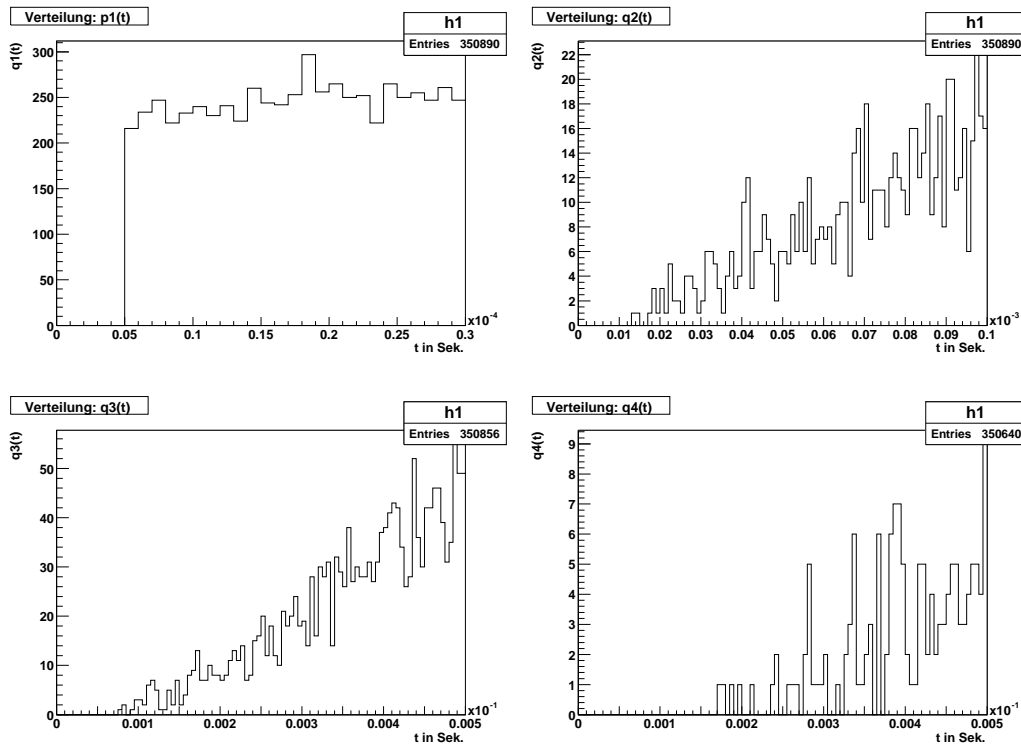 Verteilung: p1(t)
h1
Entries 350890
q1(t)
300
250
200
150
100
50
0
0 0.05 0.1 0.15 0.2 0.25 0.3
x10-4
t in Sek.
Verteilung: q2(t)
h1
Entries 350890
q2(t)
22
20
18
16
14
12
10
8
6
4
2
0
0 0.01 0.02 0.03 0.04 0.05 0.06 0.07 0.08 0.09 0.1
x10-3
t in Sek.
Verteilung: q3(t)
h1
Entries 350856
q3(t)
50
40
30
20
10
0
0 0.001 0.002 0.003 0.004 0.005
x10-1
t in Sek.
Verteilung: q4(t)
h1
Entries 350640
q4(t)
9
8
7
6
5
4
3
2
1
0
0 0.001 0.002 0.003 0.004 0.005
x10-1
t in Sek.